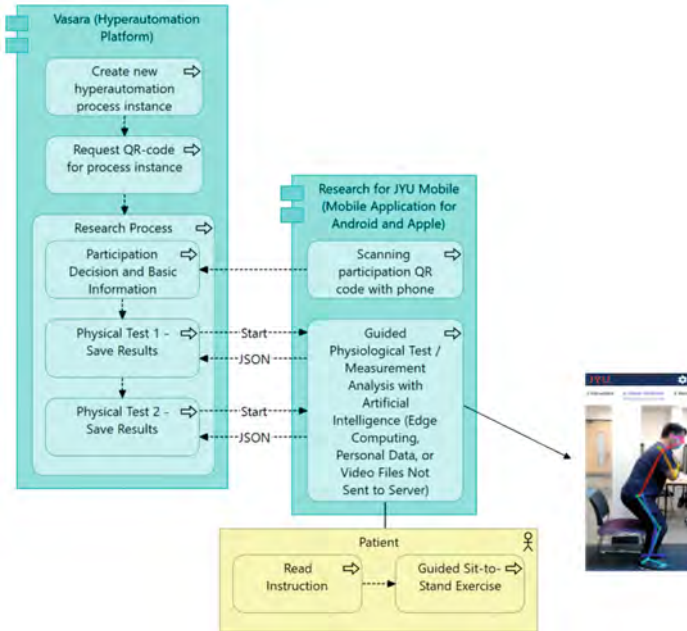 Vasara (Hyperautomation
Platform)
Create new
hyperautomation
process instance
Request QR-code
for process instance
Research Process
Participation
Decision and Basic
Information
Physical Test 1 -
Save Results
Physical Test 2 -
Save Results
Start
JSON
Start
JSON
Research for JYU Mobile
(Mobile Application for
Android and Apple)
Scanning
participation QR
code with phone
Guided
Physiological Test /
Measurement
Analysis with
Artificial
Intelligence (Edge
Computing,
Personal Data, or
Video Files Not
Sent to Server)
JYU
Patient
Read
Instruction
Guided Sit-to-
Stand Exercise